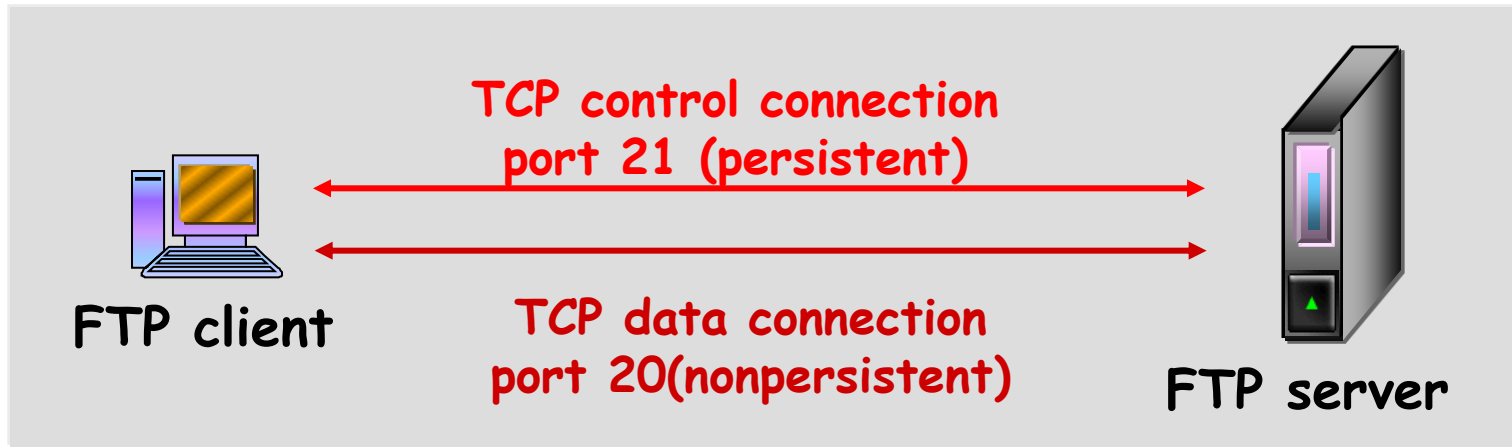 TCP control connection
port 21 (persistent)
FTP client
TCP data connection
port 20(nonpersistent)
FTP server